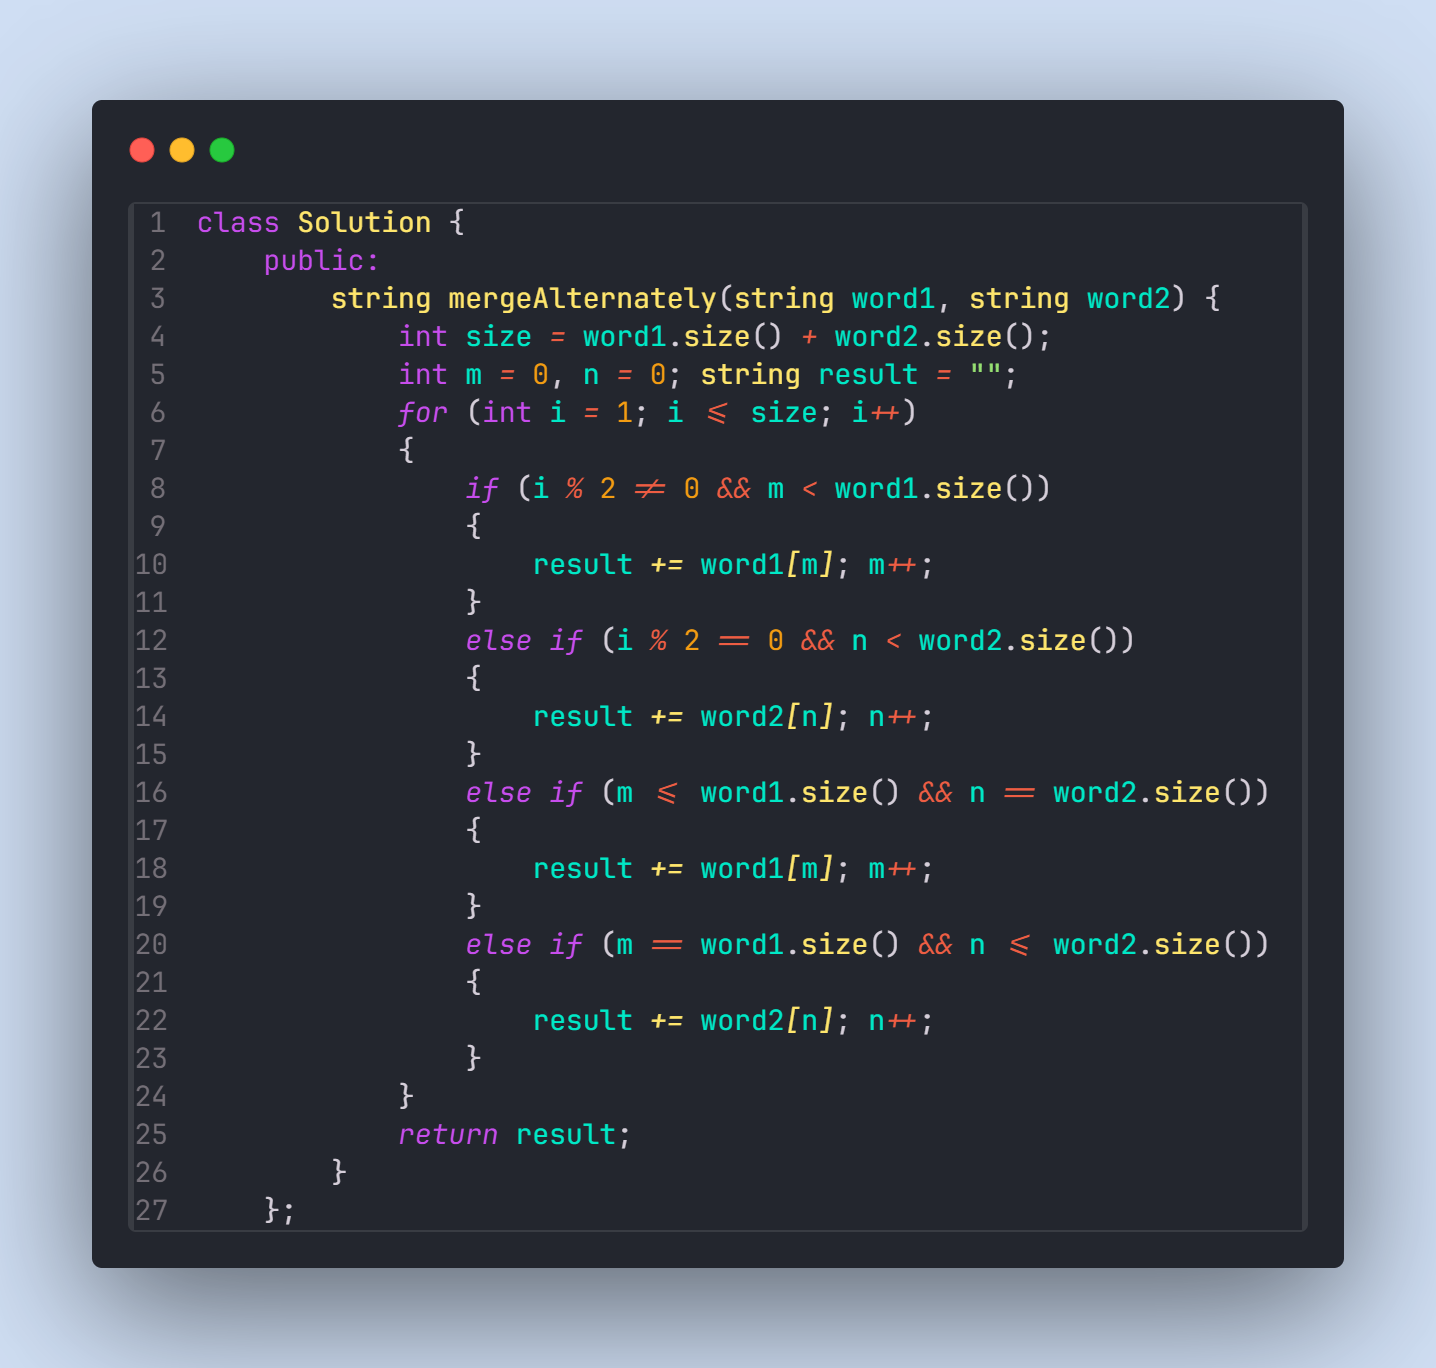 1 class Solution {
2     public:
3         string mergeAlternately(string word1, string word2) {
4             int size = word1.size() + word2.size();
5             int m = 0, n = 0; string result = "";
6             for (int i = 1; i <= size; i++)
7             {
8                 if (i % 2 != 0 && m < word1.size())
9                 {
10                     result += word1[m]; m++;
11                 }
12                 else if (i % 2 == 0 && n < word2.size())
13                 {
14                     result += word2[n]; n++;
15                 }
16                 else if (m <= word1.size() && n == word2.size())
17                 {
18                     result += word1[m]; m++;
19                 }
20                 else if (m == word1.size() && n <= word2.size())
21                 {
22                     result += word2[n]; n++;
23                 }
24             }
25             return result;
26         }
27     };